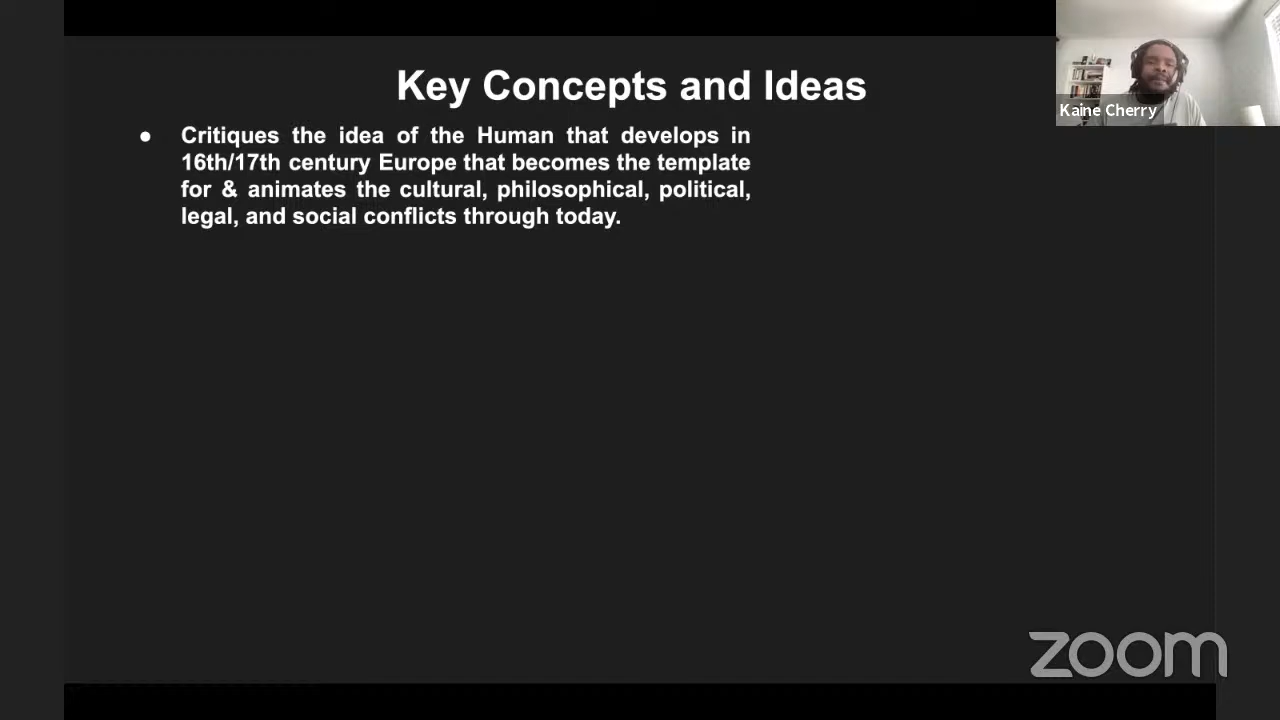 Key Concepts and Ideas
Kaine Cherry
● Critiques the idea of the Human that develops in
16th/17th century Europe that becomes the template
for & animates the cultural, philosophical, political,
legal, and social conflicts through today.
zoom